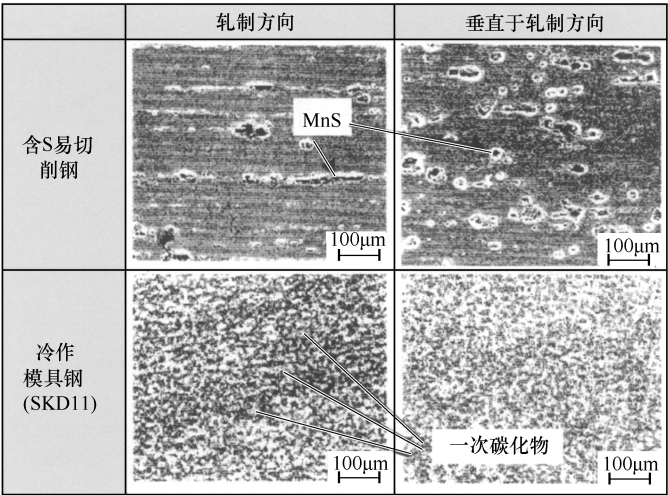 轧制方向
垂直于轧制方向
含S易切
削钢
MnS
100μm
100μm
冷作
模具钢
(SKD11)
一次碳化物
100μm
100μm